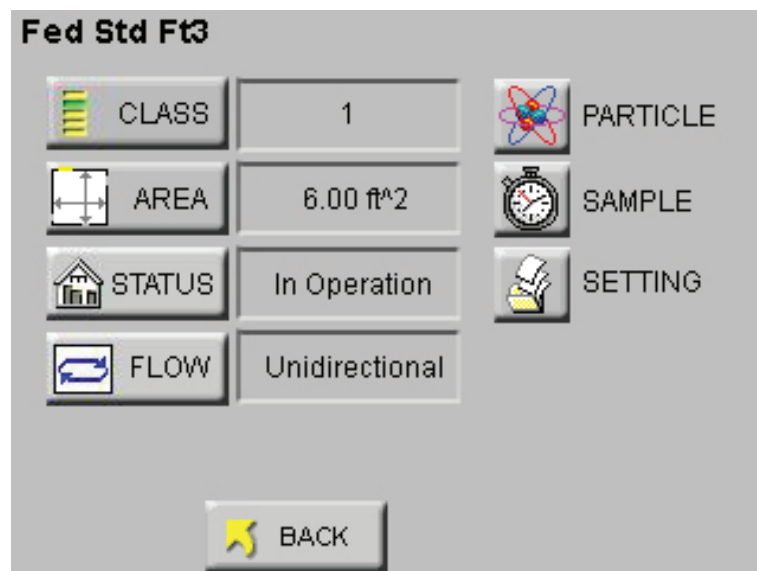 Fed Std Ft3
CLASS 1 PARTICLE
AREA 6.00 ft^2 SAMPLE
STATUS In Operation SETTING
FLOW Unidirectional
BACK